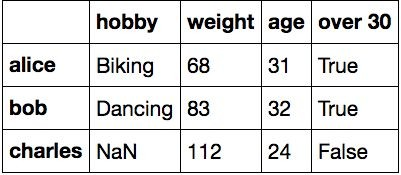 hobby weight age over 30
alice Biking 68 31 True
bob Dancing 83 32 True
charles NaN 112 24 False